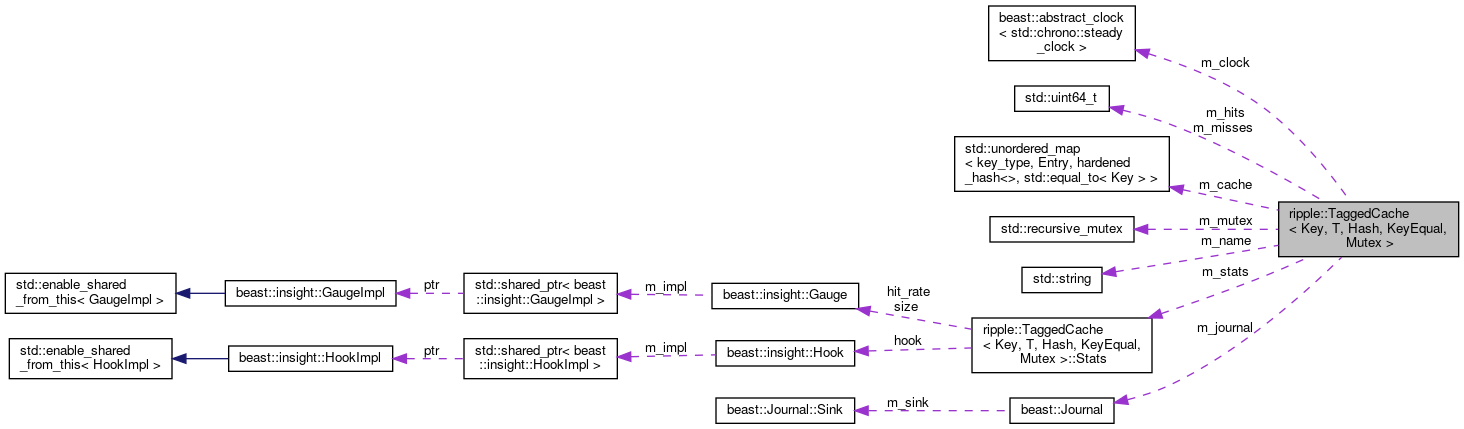 beast::abstract_clock
< std::chrono::steady
_clock >
m_clock
std::uint64_t
m_hits
m_misses
std::unordered_map
< key_type, Entry, hardened
_hash<>, std::equal_to< Key > >
m_cache
ripple::TaggedCache
< Key, T, Hash, KeyEqual,
Mutex >
std::recursive_mutex
m_mutex
m_name
std::string
m_stats
std::enable_shared
_from_this< GaugeImpl >
beast::insight::GaugeImpl
ptr
std::shared_ptr< beast
::insight::GaugeImpl >
m_impl
beast::insight::Gauge
hit_rate
size
ripple::TaggedCache
< Key, T, Hash, KeyEqual,
Mutex >::Stats
m_journal
std::enable_shared
_from_this< HookImpl >
beast::insight::HookImpl
ptr
std::shared_ptr< beast
::insight::HookImpl >
m_impl
beast::insight::Hook
hook
beast::Journal::Sink
m_sink
beast::Journal